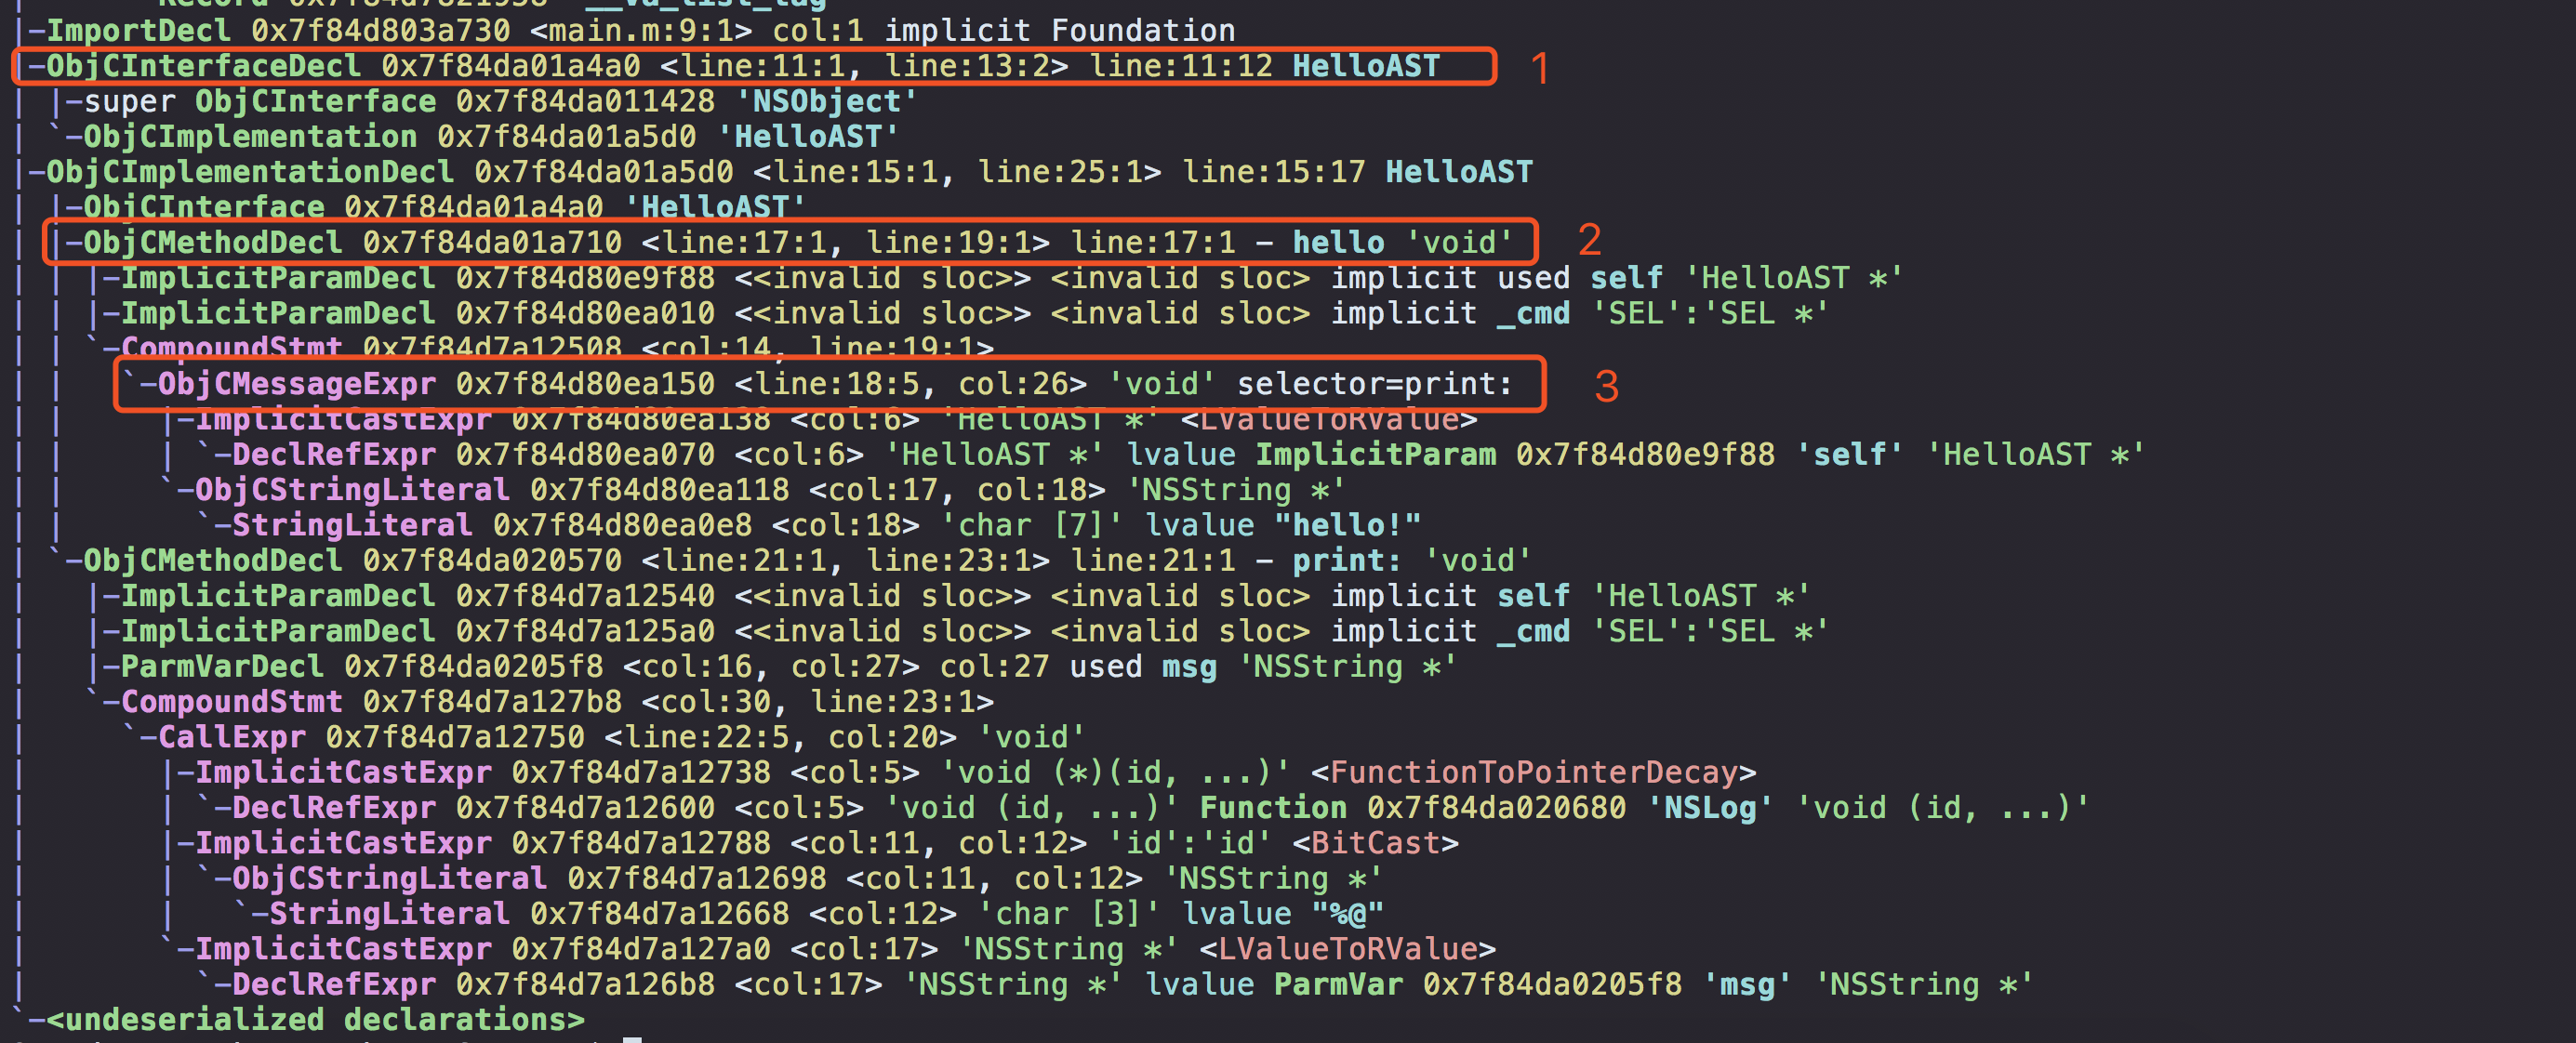 Record 0x7f84d7821958 '__va_list_tag'
|-ImportDecl 0x7f84d803a730 <main.m:9:1> col:1 implicit Foundation
|-ObjCInterfaceDecl 0x7f84da01a4a0 <line:11:1, line:13:2> line:11:12 HelloAST 1
| |-super ObjCInterface 0x7f84da011428 'NSObject'
| `-ObjCImplementation 0x7f84da01a5d0 'HelloAST'
|-ObjCImplementationDecl 0x7f84da01a5d0 <line:15:1, line:25:1> line:15:17 HelloAST
| |-ObjCInterface 0x7f84da01a4a0 'HelloAST'
| |-ObjCMethodDecl 0x7f84da01a710 <line:17:1, line:19:1> line:17:1 - hello 'void' 2
| | |-ImplicitParamDecl 0x7f84d80e9f88 <<invalid sloc>> <invalid sloc> implicit used self 'HelloAST *'
| | |-ImplicitParamDecl 0x7f84d80ea010 <<invalid sloc>> <invalid sloc> implicit _cmd 'SEL':'SEL *'
| | `-CompoundStmt 0x7f84d7a12508 <col:14, line:19:1>
| |   `-ObjCMessageExpr 0x7f84d80ea150 <line:18:5, col:26> 'void' selector=print: 3
| |     |-ImplicitCastExpr 0x7f84d80ea138 <col:6> 'HelloAST *' <LValueToRValue>
| |     | `-DeclRefExpr 0x7f84d80ea070 <col:6> 'HelloAST *' lvalue ImplicitParam 0x7f84d80e9f88 'self' 'HelloAST *'
| |     `-ObjCStringLiteral 0x7f84d80ea118 <col:17, col:18> 'NSString *'
| |       `-StringLiteral 0x7f84d80ea0e8 <col:18> 'char [7]' lvalue "hello!"
| `-ObjCMethodDecl 0x7f84da020570 <line:21:1, line:23:1> line:21:1 - print: 'void'
|   |-ImplicitParamDecl 0x7f84d7a12540 <<invalid sloc>> <invalid sloc> implicit self 'HelloAST *'
|   |-ImplicitParamDecl 0x7f84d7a125a0 <<invalid sloc>> <invalid sloc> implicit _cmd 'SEL':'SEL *'
|   |-ParmVarDecl 0x7f84da0205f8 <col:16, col:27> col:27 used msg 'NSString *'
|   `-CompoundStmt 0x7f84d7a127b8 <col:30, line:23:1>
|     `-CallExpr 0x7f84d7a12750 <line:22:5, col:20> 'void'
|       |-ImplicitCastExpr 0x7f84d7a12738 <col:5> 'void (*)(id, ...)' <FunctionToPointerDecay>
|       | `-DeclRefExpr 0x7f84d7a12600 <col:5> 'void (id, ...)' Function 0x7f84da020680 'NSLog' 'void (id, ...)'
|       |-ImplicitCastExpr 0x7f84d7a12788 <col:11, col:12> 'id':'id' <BitCast>
|       | `-ObjCStringLiteral 0x7f84d7a12698 <col:11, col:12> 'NSString *'
|       |   `-StringLiteral 0x7f84d7a12668 <col:12> 'char [3]' lvalue "%@"
|       `-ImplicitCastExpr 0x7f84d7a127a0 <col:17> 'NSString *' <LValueToRValue>
|         `-DeclRefExpr 0x7f84d7a126b8 <col:17> 'NSString *' lvalue ParmVar 0x7f84da0205f8 'msg' 'NSString *'
`-<undeserialized declarations>